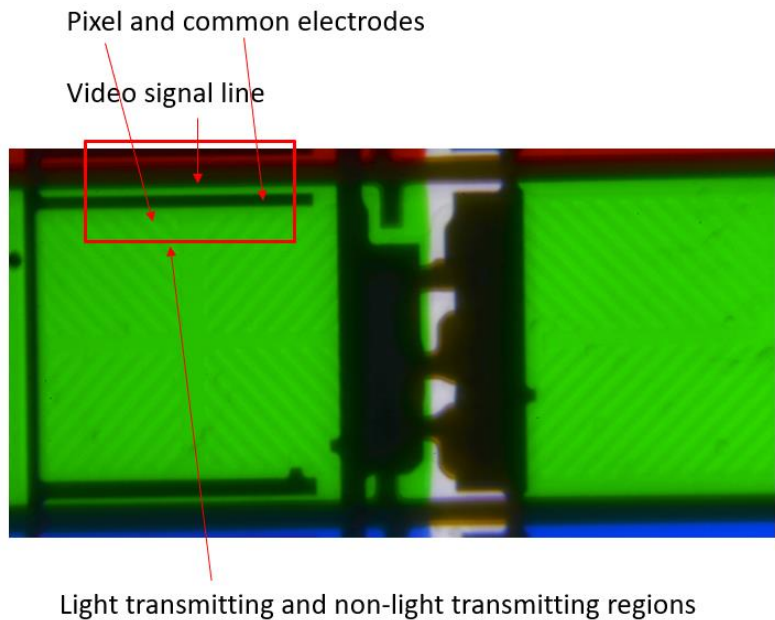 Pixel and common electrodes
Video signal line
Light transmitting and non-light transmitting regions